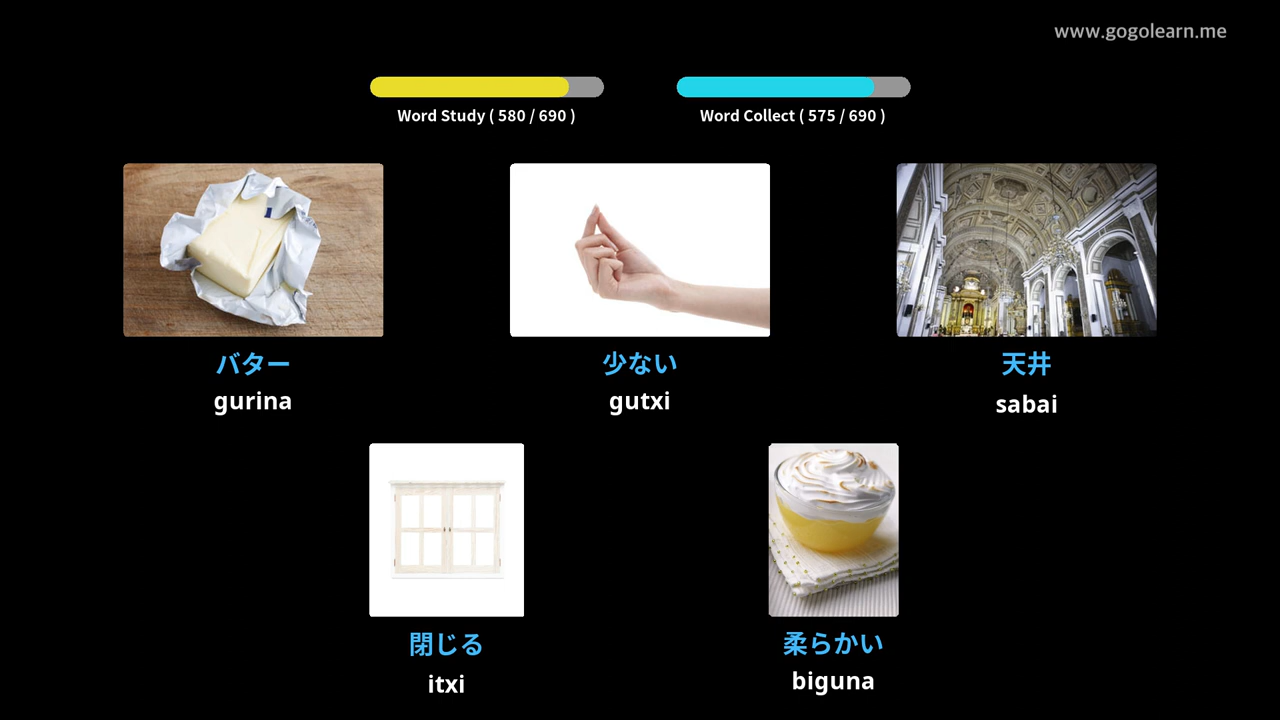 www.gogolearn.me
Word Study ( 580 / 690 )
Word Collect ( 575 / 690 )
バター
gurina
少ない
gutxi
天井
sabai
閉じる
itxi
柔らかい
biguna